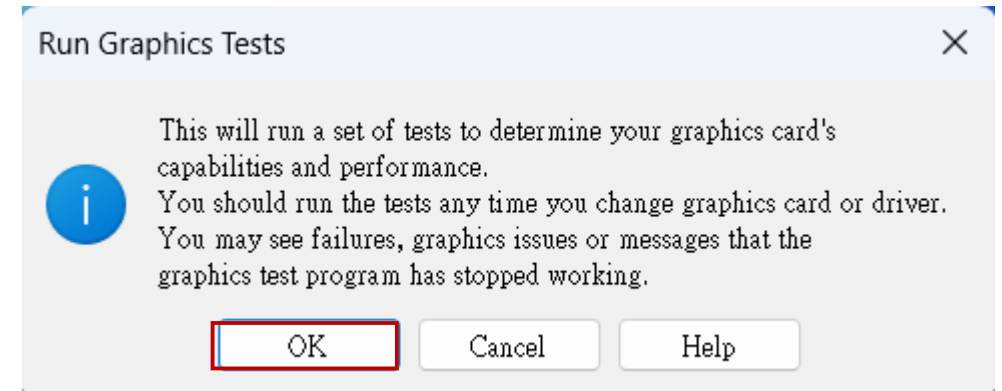 Run Graphics Tests
This will run a set of tests to determine your graphics card's
capabilities and performance.
You should run the tests any time you change graphics card or driver.
You may see failures, graphics issues or messages that the
graphics test program has stopped working.
OK Cancel Help